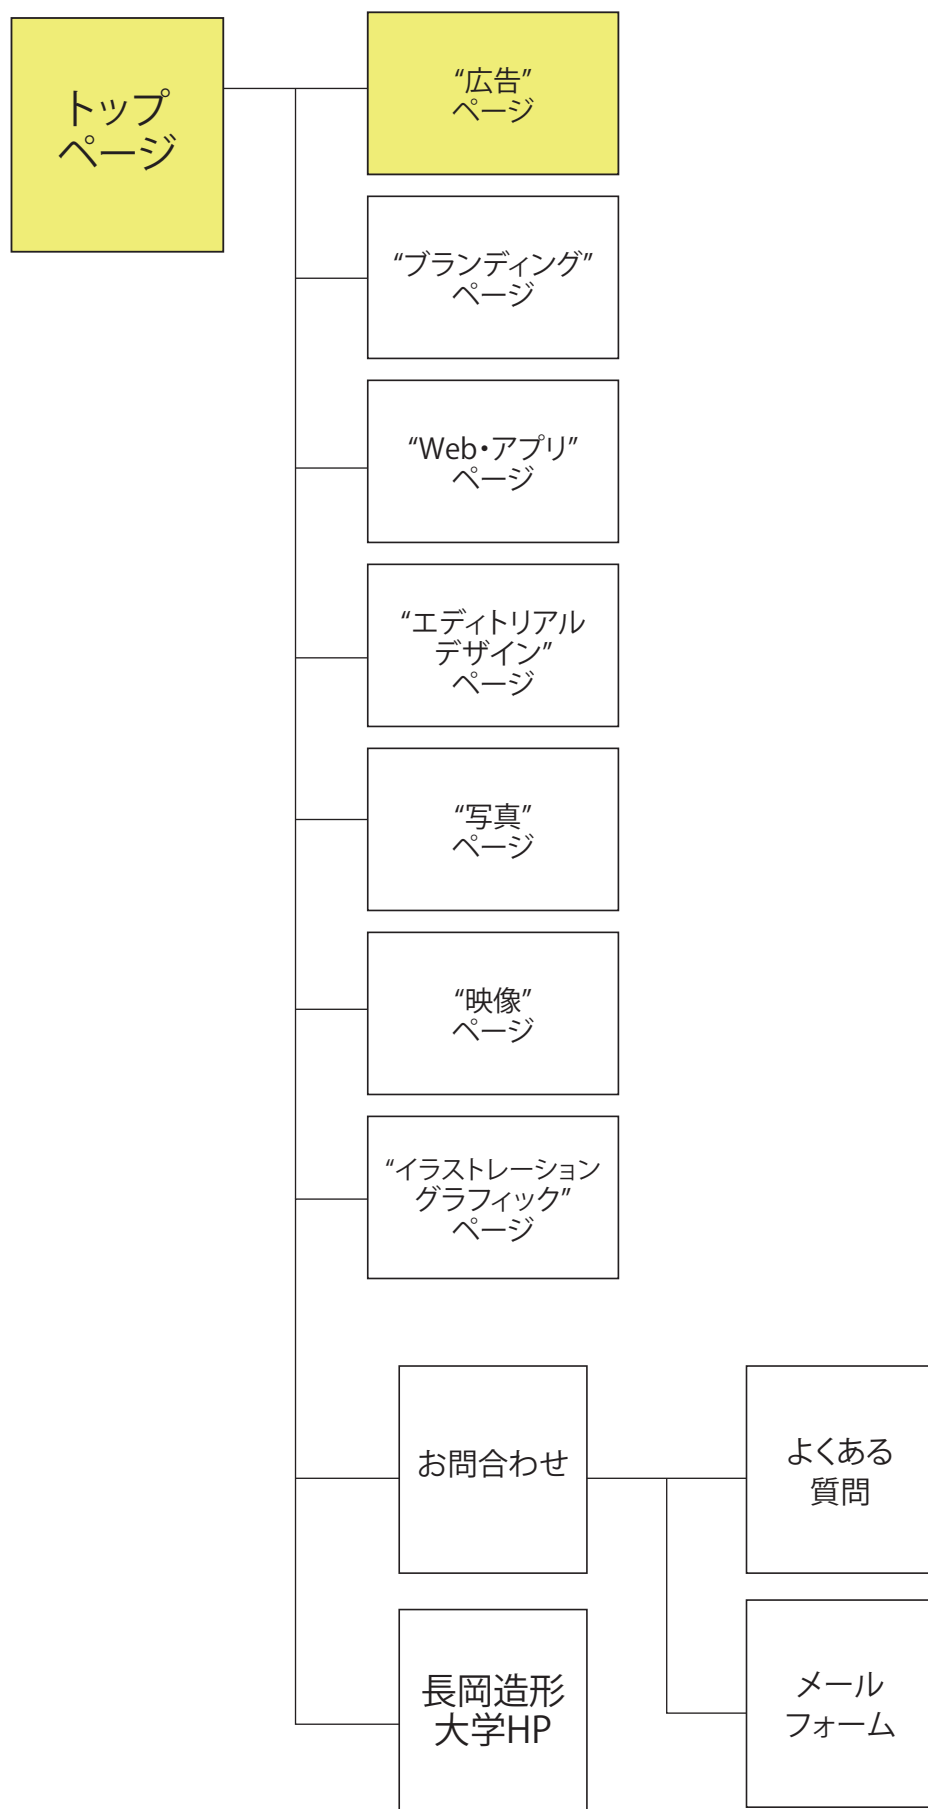 トップ
ページ
“広告”
ページ
“ブランディング”
ページ
“Web・アプリ”
ページ
“エディトリアル
デザイン”
ページ
“写真”
ページ
“映像”
ページ
“イラストレーション
グラフィック”
ページ
お問合わせ
よくある
質問
メール
フォーム
長岡造形
大学HP